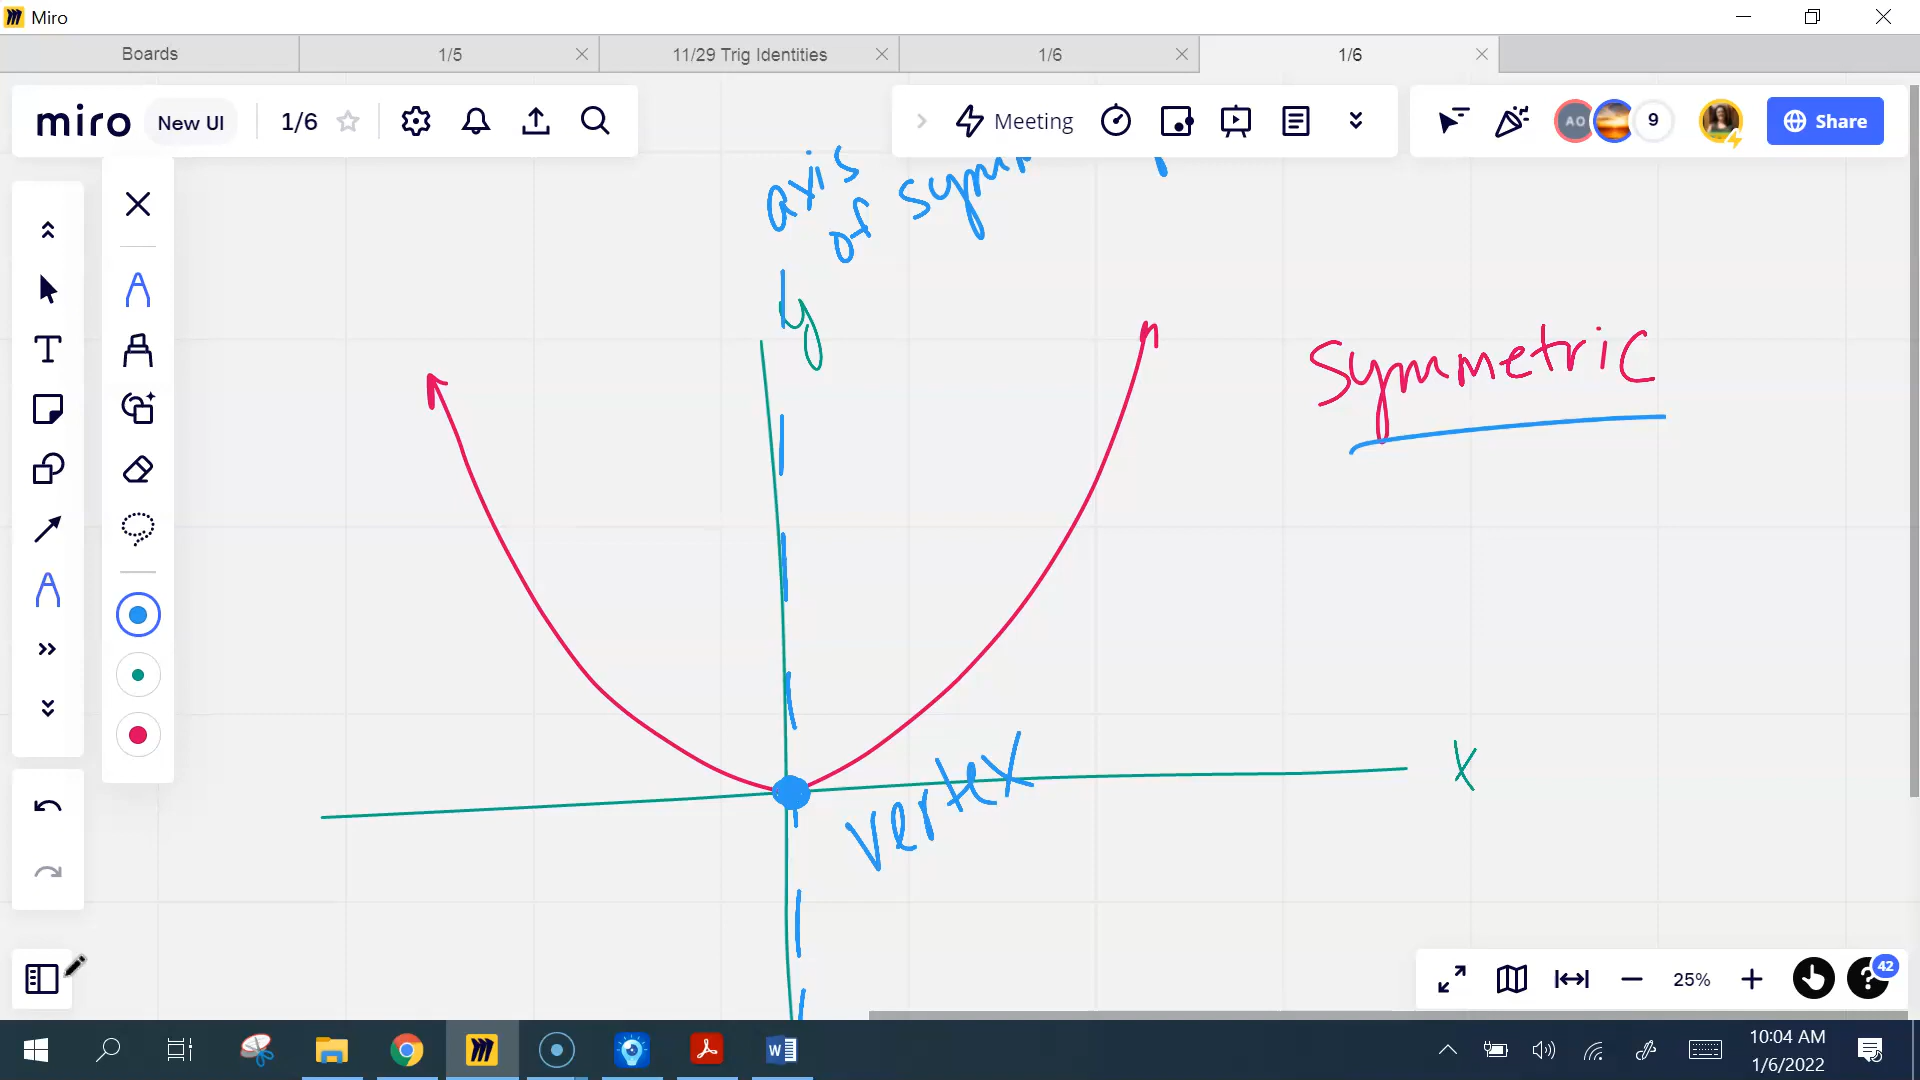 Miro
Boards
1/5
11/29 Trig Identities
1/6
1/6
miro
New UI
1/6
Meeting
AO
9
Share
axis
of
y
symmetric
vertex
x
25%
42
10:04 AM
1/6/2022